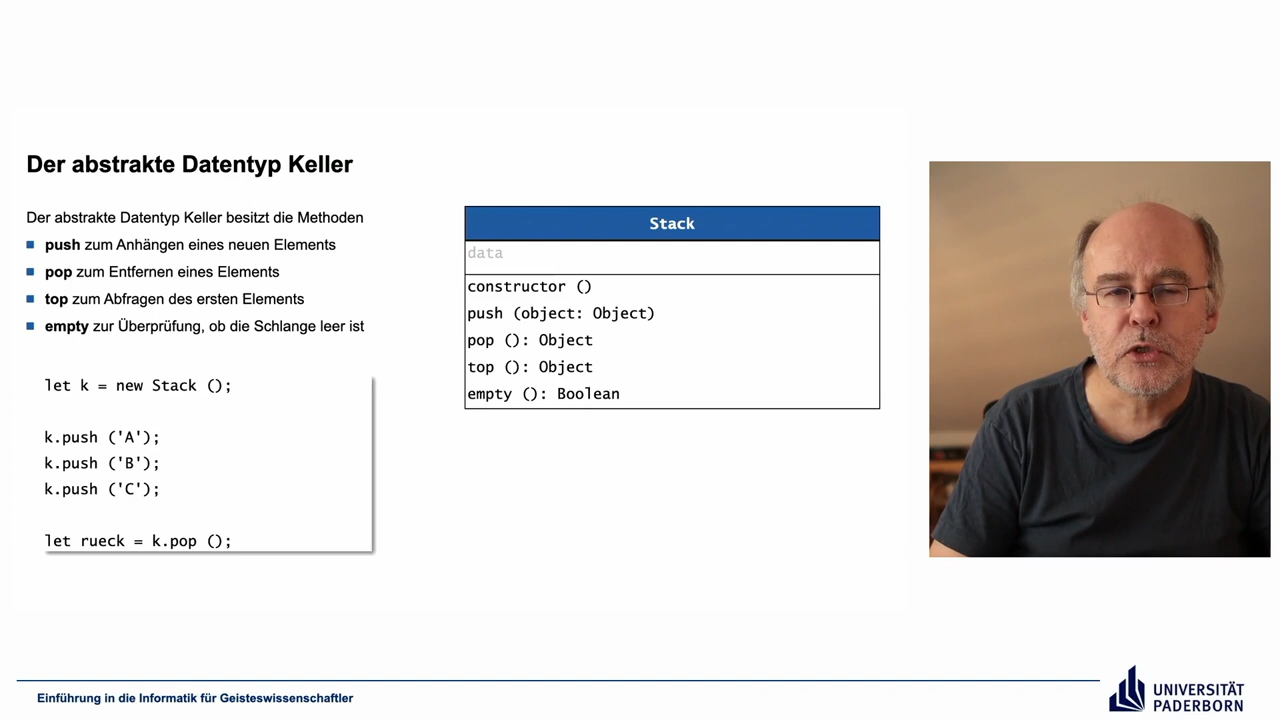 Der abstrakte Datentyp Keller
Der abstrakte Datentyp Keller besitzt die Methoden
push zum Anhängen eines neuen Elements
pop zum Entfernen eines Elements
top zum Abfragen des ersten Elements
empty zur Überprüfung, ob die Schlange leer ist
let k = new Stack ();
k.push ('A');
k.push ('B');
k.push ('C');
let rueck = k.pop ();
Stack
data
constructor ()
push (object: Object)
pop (): Object
top (): Object
empty (): Boolean
Einführung in die Informatik für Geisteswissenschaftler
UNIVERSITÄT
PADERBORN